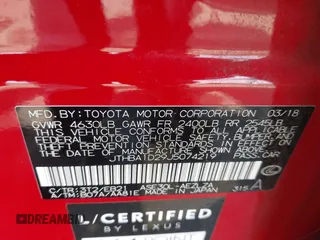 MFD. BY: TOYOTA MOTOR CORPORATION 03/18
GVWR 4630LB GAWR FR 2400LB RR 2545LB
THIS VEHICLE CONFORMS TO ALL APPLICABLE
FEDERAL MOTOR VEHICLE SAFETY, BUMPER, AND
THEFT PREVENTION STANDARDS IN EFFECT ON THE
DATE OF MANUFACTURE SHOWN ABOVE.
JTHBA1D29J5074219 PASS. CAR
C/TR: 3T2/EB21 ASE30L-AEZLZA
A/TM: B07A/AA81E MADE IN JAPAN 315 A
L/CERTIFIED
BY LEXUS
DREAMBID